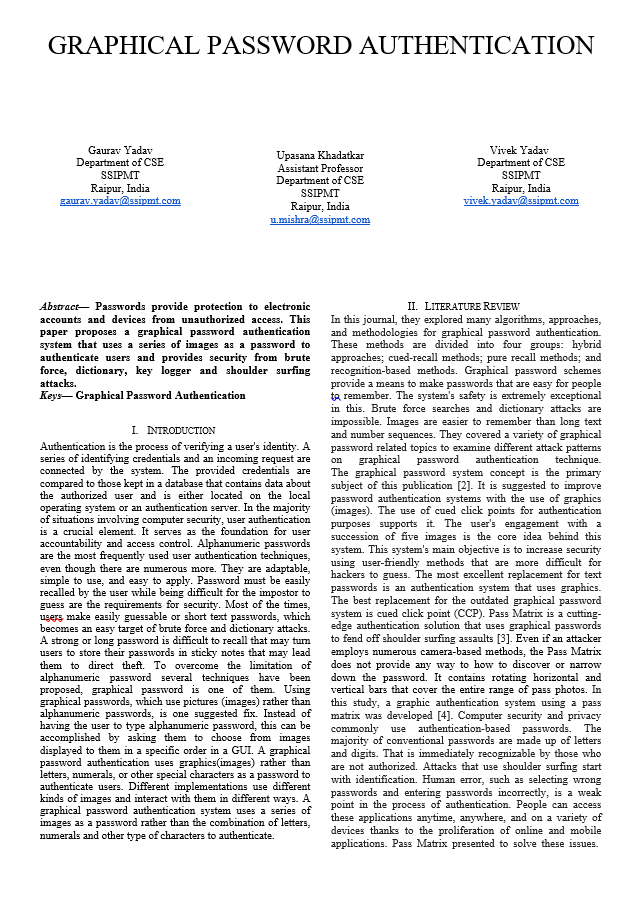 GRAPHICAL PASSWORD AUTHENTICATION
Gaurav Yadav
Department of CSE
SSIPMT
Raipur, India
gaurav.yadav@ssipmt.com
Upasana Khadatkar
Assistant Professor
Department of CSE
SSIPMT
Raipur, India
u.mishra@ssipmt.com
Vivek Yadav
Department of CSE
SSIPMT
Raipur, India
vivek.yadav@ssipmt.com
Abstract— Passwords provide protection to electronic
accounts and devices from unauthorized access. This
paper proposes a graphical password authentication
system that uses a series of images as a password to
authenticate users and provides security from brute
force, dictionary, key logger and shoulder surfing
attacks.
Keys— Graphical Password Authentication
I. INTRODUCTION
Authentication is the process of verifying a user's identity. A
series of identifying credentials and an incoming request are
connected by the system. The provided credentials are
compared to those kept in a database that contains data about
the authorized user and is either located on the local
operating system or an authentication server. In the majority
of situations involving computer security, user authentication
is a crucial element. It serves as the foundation for user
accountability and access control. Alphanumeric passwords
are the most frequently used user authentication techniques,
even though there are numerous more. They are adaptable,
simple to use, and easy to apply. Password must be easily
recalled by the user while being difficult for the impostor to
guess are the requirements for security. Most of the times,
users make easily guessable or short text passwords, which
becomes an easy target of brute force and dictionary attacks.
A strong or long password is difficult to recall that may turn
users to store their passwords in sticky notes that may lead
them to direct theft. To overcome the limitation of
alphanumeric password several techniques have been
proposed, graphical password is one of them. Using
graphical passwords, which use pictures (images) rather than
alphanumeric passwords, is one suggested fix. Instead of
having the user to type alphanumeric password, this can be
accomplished by asking them to choose from images
displayed to them in a specific order in a GUI. A graphical
password authentication uses graphics(images) rather than
letters, numerals, or other special characters as a password to
authenticate users. Different implementations use different
kinds of images and interact with them in different ways. A
graphical password authentication system uses a series of
images as a password rather than the combination of letters,
numerals and other type of characters to authenticate.
II. LITERATURE REVIEW
In this journal, they explored many algorithms, approaches,
and methodologies for graphical password authentication.
These methods are divided into four groups: hybrid
approaches; cued-recall methods; pure recall methods; and
recognition-based methods. Graphical password schemes
provide a means to make passwords that are easy for people
to remember. The system's safety is extremely exceptional
in this. Brute force searches and dictionary attacks are
impossible. Images are easier to remember than long text
and number sequences. They covered a variety of graphical
password related topics to examine different attack patterns
on graphical password authentication technique.
The graphical password system concept is the primary
subject of this publication [2]. It is suggested to improve
password authentication systems with the use of graphics
(images). The use of cued click points for authentication
purposes supports it. The user's engagement with a
succession of five images is the core idea behind this
system. This system's main objective is to increase security
using user-friendly methods that are more difficult for
hackers to guess. The most excellent replacement for text
passwords is an authentication system that uses graphics.
The best replacement for the outdated graphical password
system is cued click point (CCP). Pass Matrix is a cutting-
edge authentication solution that uses graphical passwords
to fend off shoulder surfing assaults [3]. Even if an attacker
employs numerous camera-based methods, the Pass Matrix
does not provide any way to how to discover or narrow
down the password. It contains rotating horizontal and
vertical bars that cover the entire range of pass photos. In
this study, a graphic authentication system using a pass
matrix was developed [4]. Computer security and privacy
commonly use authentication-based passwords. The
majority of conventional passwords are made up of letters
and digits. That is immediately recognizable by those who
are not authorized. Attacks that use shoulder surfing start
with identification. Human error, such as selecting wrong
passwords and entering passwords incorrectly, is a weak
point in the process of authentication. People can access
these applications anytime, anywhere, and on a variety of
devices thanks to the proliferation of online and mobile
applications. Pass Matrix presented to solve these issues.